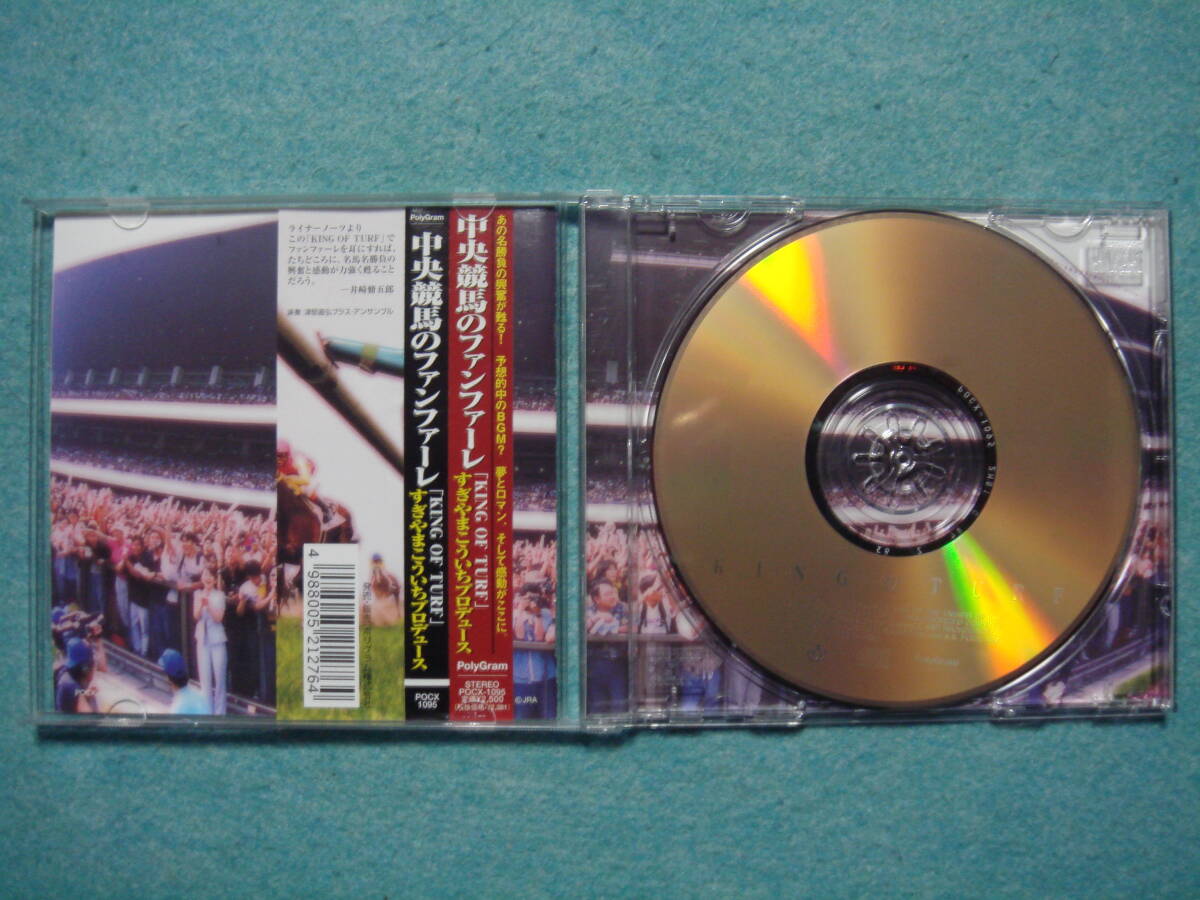 ライナーノーツより
この「KING OF TURF」で
ファンファーレを耳にすれば、
たちどころに、名馬名勝負の
興奮と感動が力強く甦ること
だろう。
―井崎脩五郎
4 988005 212764
PolyGram
中央競馬のファンファーレ
「KING OF TURF」
すぎやまこういちプロデュース
POCX
1095
あの名勝負の興奮が甦る! 予想的中のBGM? 夢とロマン、そして感動がここに。
中央競馬のファンファーレ
「KING OF TURF」
すぎやまこういちプロデュース
PolyGram
STEREO
POCX-1095
定価¥2,500
©JRA
POCX-1095
KING OF TURF